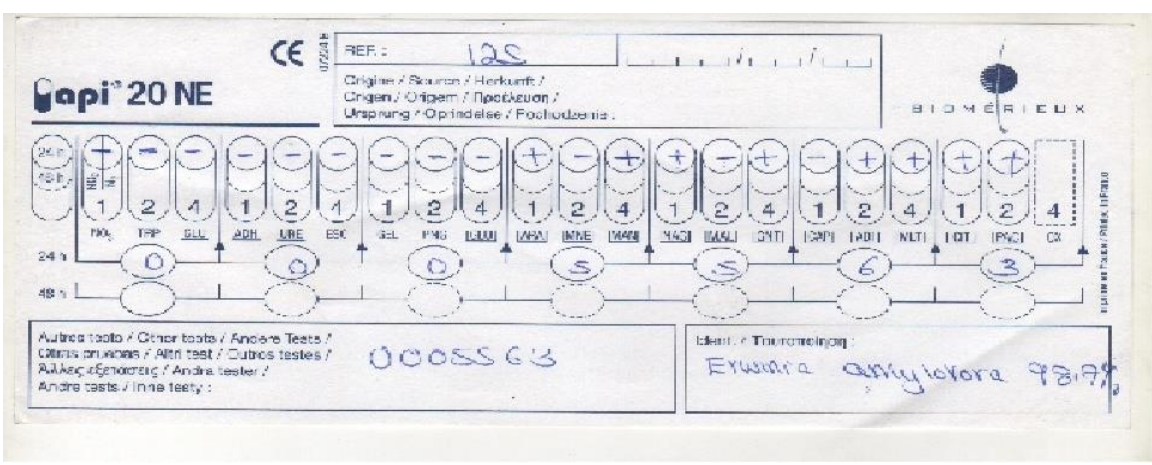 CE
07224 B
REF. :
12S
api® 20 NE
Origine / Source / Herkunft /
Origen / Origem / Προέλευση /
Ursprung / Oprindelse / Pochodzenie :
BIOMÉRIEUX
24 h
48 h
+ − − − − − − − − + − + + − + − + + + +
1 2 4 1 2 4 1 2 4 1 2 4 1 2 4 1 2 4 1 2 4
NO₃ TRP GLU ADH URE ESC GEL PNG |GLU| |ARA| |MNE| |MAN| |NAG| |MAL| |GNT| |CAP| |ADI| |MLT| |CIT| |PAC| OX
24 h 0 0 0 5 5 6 3
48 h
Autres tests / Other tests / Andere Tests /
Otras pruebas / Altri test / Outros testes /
Άλλες εξετάσεις / Andra tester /
Andre tests / Inne testy :
0005563
Ident. / Ταυτοποίηση :
Erwinia amylovora 98.7%